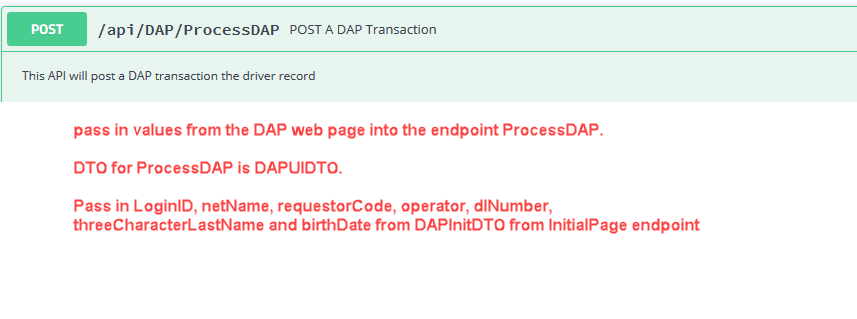 POST /api/DAP/ProcessDAP POST A DAP Transaction
This API will post a DAP transaction the driver record
pass in values from the DAP web page into the endpoint ProcessDAP.
DTO for ProcessDAP is DAPUIDTO.
Pass in LoginID, netName, requestorCode, operator, dlNumber,
threeCharacterLastName and birthDate from DAPInitDTO from InitialPage endpoint